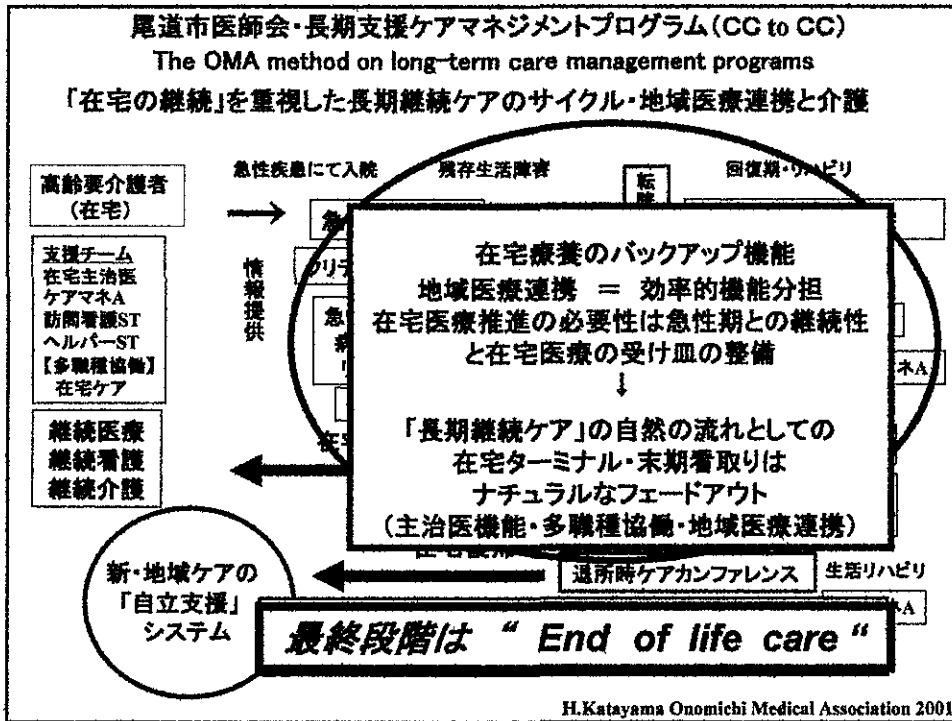 尾道市医師会・長期支援ケアマネジメントプログラム(CC to CC)
The OMA method on long-term care management programs
「在宅の継続」を重視した長期継続ケアのサイクル・地域医療連携と介護
急性疾患にて入院
残存生活障害
回復期・リハビリ
高齢要介護者
(在宅)
支援チーム
在宅主治医
ケアマネA
訪問看護ST
ヘルパーST
【多職種協働】
在宅ケア
情報提供
急
転
クリ
急
病
在宅
ネA
在宅療養のバックアップ機能
地域医療連携 = 効率的機能分担
在宅医療推進の必要性は急性期との継続性
と在宅医療の受け皿の整備
↓
「長期継続ケア」の自然の流れとしての
在宅ターミナル・末期看取りは
ナチュラルなフェードアウト
(主治医機能・多職種協働・地域医療連携)
継続医療
継続看護
継続介護
新・地域ケアの
「自立支援」
システム
退所時ケアカンファレンス
生活リハビリ
ネA
最終段階は “ End of life care “
H.Katayama Onomichi Medical Association 2001